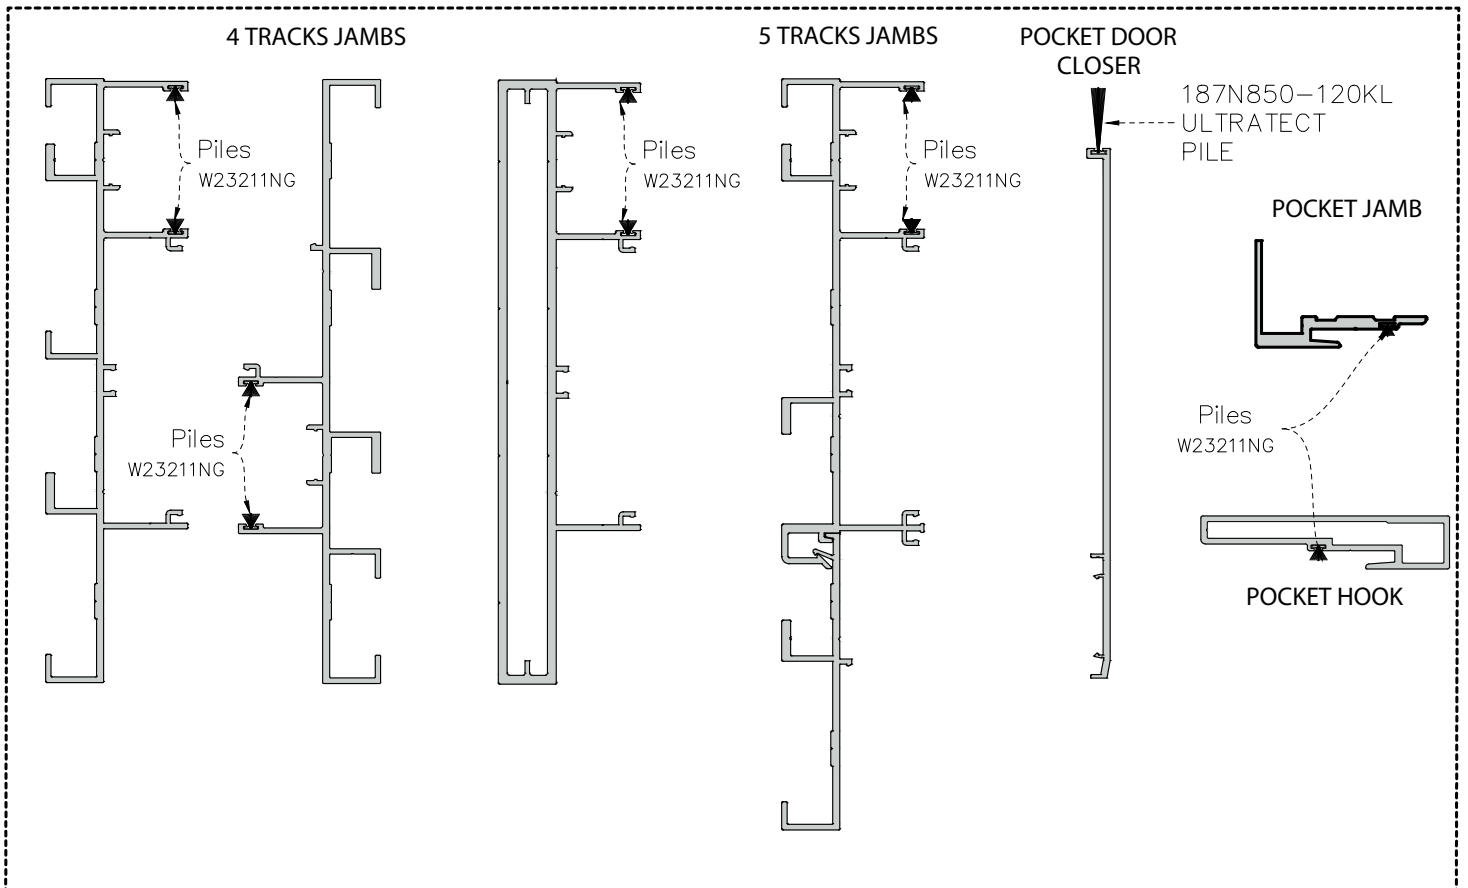 4 TRACKS JAMBS
5 TRACKS JAMBS
POCKET DOOR
CLOSER
187N850-120KL
ULTRATECT
PILE
Piles
W23211NG
Piles
W23211NG
Piles
W23211NG
POCKET JAMB
Piles
W23211NG
Piles
W23211NG
POCKET HOOK